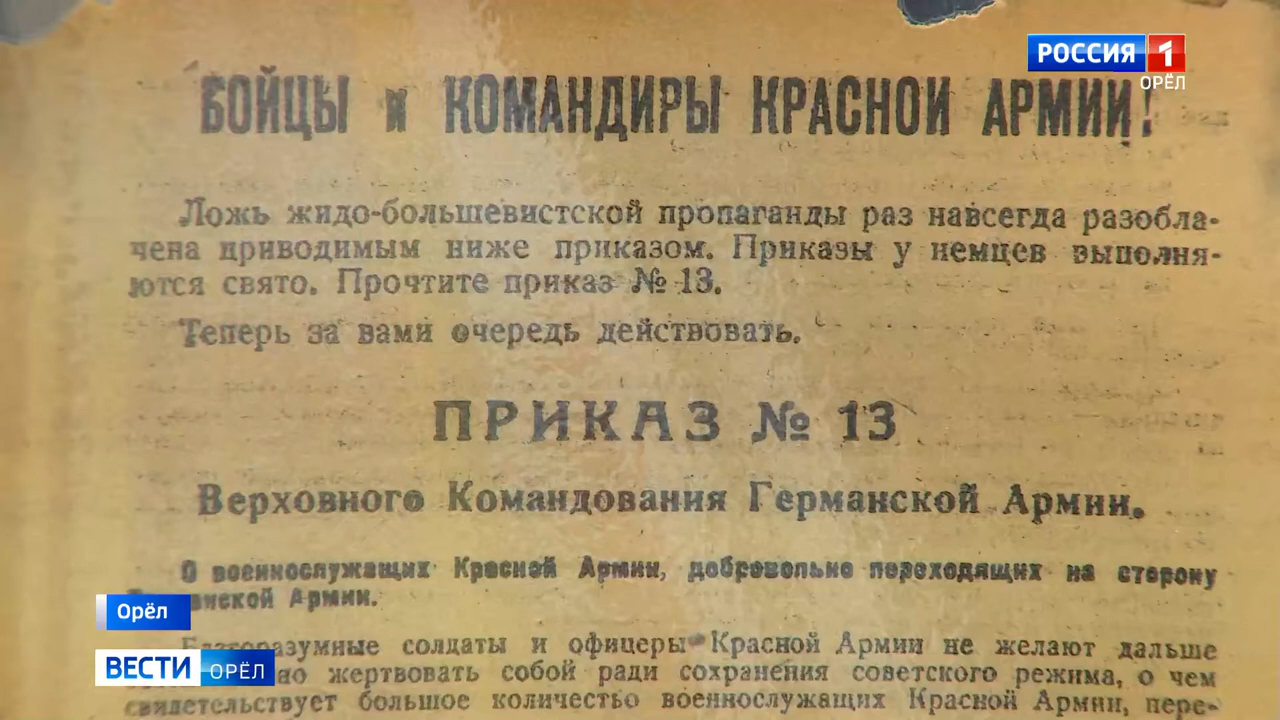 РОССИЯ 1
ОРЁЛ
БОЙЦЫ и КОМАНДИРЫ КРАСНОЙ АРМИИ!
Ложь жидо-большевистской пропаганды раз навсегда разобла-
чена приводимым ниже приказом. Приказы у немцев выполня-
ются свято. Прочтите приказ № 13.
Теперь за вами очередь действовать.
ПРИКАЗ № 13
Верховного Командования Германской Армии.
О военнослужащих Красной Армии, добровольно переходящих на сторону
Армии.
Благоразумные солдаты и офицеры Красной Армии не желают дальше
жертвовать собой ради сохранения советского режима, о чем
свидетельствует большое количество военнослужащих Красной Армии, пере-
Орёл
ВЕСТИ ОРЁЛ